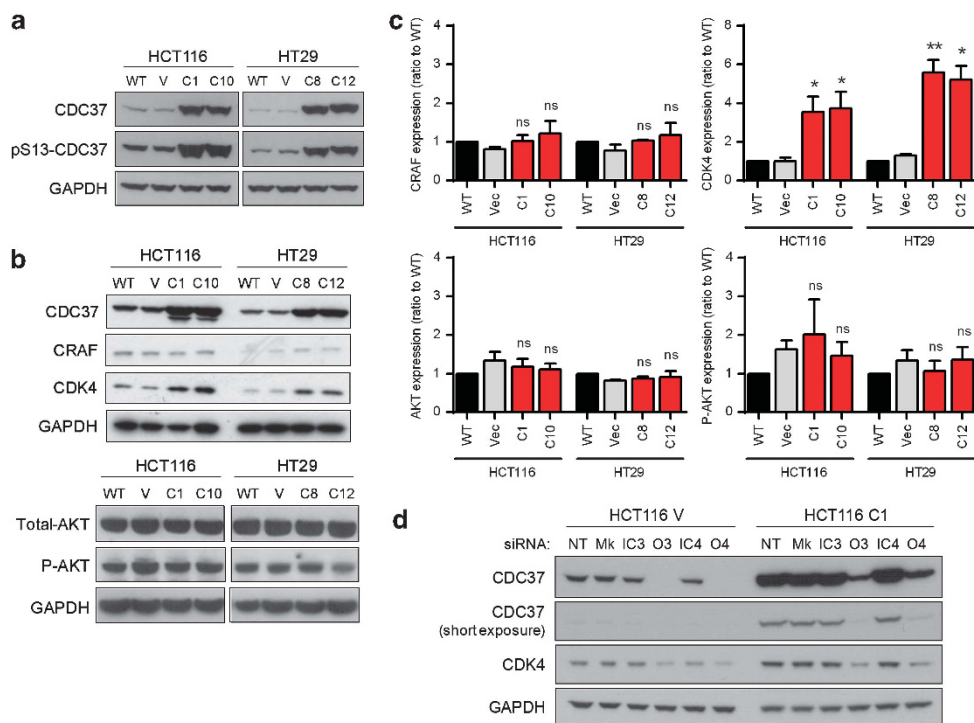 a
HCT116 HT29
WT V C1 C10 WT V C8 C12
CDC37
pS13-CDC37
GAPDH
b
HCT116 HT29
WT V C1 C10 WT V C8 C12
CDC37
CRAF
CDK4
GAPDH
HCT116 HT29
WT V C1 C10 WT V C8 C12
Total-AKT
P-AKT
GAPDH
c
CRAF expression (ratio to WT)
4
3
2
1
0
ns ns ns ns
WT Vec C1 C10 WT Vec C8 C12
HCT116 HT29
CDK4 expression (ratio to WT)
8
6
4
2
0
* * ** *
WT Vec C1 C10 WT Vec C8 C12
HCT116 HT29
AKT expression (ratio to WT)
4
3
2
1
0
ns ns ns ns
WT Vec C1 C10 WT Vec C8 C12
HCT116 HT29
P-AKT expression (ratio to WT)
4
3
2
1
0
ns ns ns ns
WT Vec C1 C10 WT Vec C8 C12
HCT116 HT29
d
HCT116 V HCT116 C1
siRNA: NT Mk IC3 O3 IC4 O4 NT Mk IC3 O3 IC4 O4
CDC37
CDC37
(short exposure)
CDK4
GAPDH